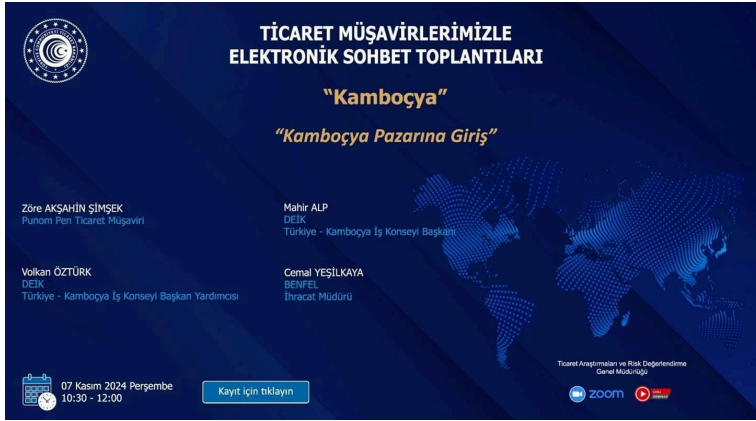 TİCARET MÜŞAVİRLERİMİZLE
ELEKTRONİK SOHBET TOPLANTILARI
“Kamboçya”
“Kamboçya Pazarına Giriş”
Zöre AKŞAHİN ŞİMŞEK
Punom Pen Ticaret Müşaviri
Mahir ALP
DEİK
Türkiye - Kamboçya İş Konseyi Başkanı
Volkan ÖZTÜRK
DEİK
Türkiye - Kamboçya İş Konseyi Başkan Yardımcısı
Cemal YEŞİLKAYA
BENFEL
İhracat Müdürü
Ticaret Araştırmaları ve Risk Değerlendirme
Genel Müdürlüğü
07 Kasım 2024 Perşembe
10:30 - 12:00
Kayıt için tıklayın
zoom